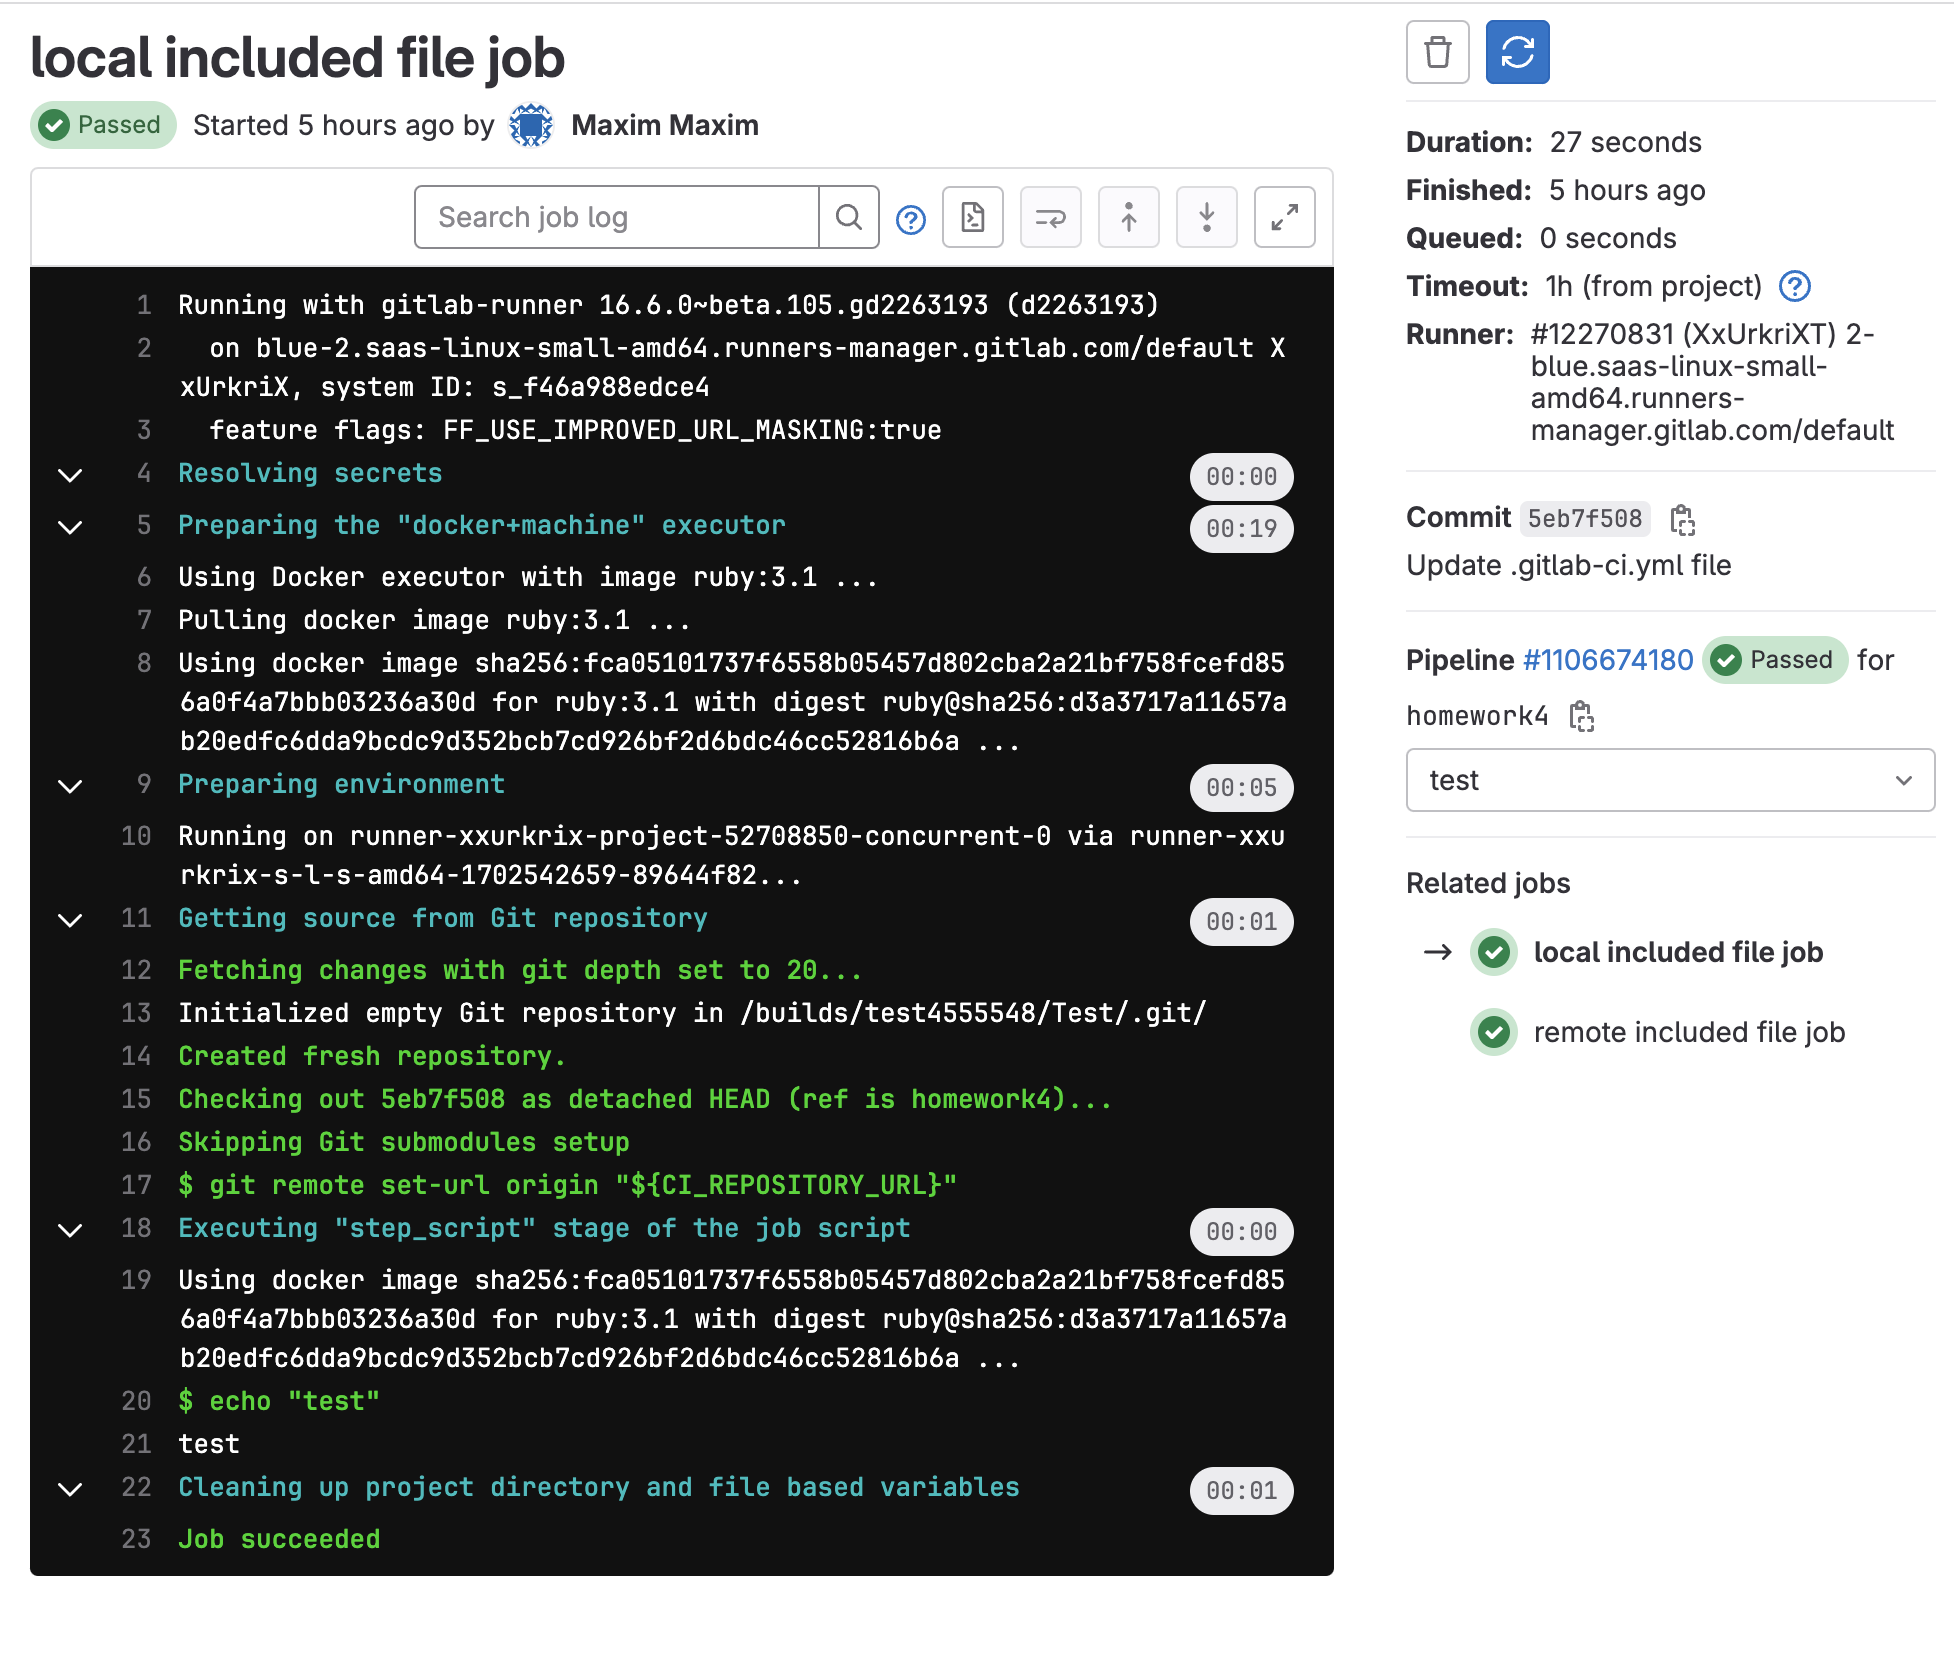 local included file job
Passed Started 5 hours ago by Maxim Maxim
Search job log
1 Running with gitlab-runner 16.6.0~beta.105.gd2263193 (d2263193)
2 on blue-2.saas-linux-small-amd64.runners-manager.gitlab.com/default X
xUrkriX, system ID: s_f46a988edce4
3 feature flags: FF_USE_IMPROVED_URL_MASKING:true
4 Resolving secrets 00:00
5 Preparing the "docker+machine" executor 00:19
6 Using Docker executor with image ruby:3.1 ...
7 Pulling docker image ruby:3.1 ...
8 Using docker image sha256:fca05101737f6558b05457d802cba2a21bf758fcefd85
6a0f4a7bbb03236a30d for ruby:3.1 with digest ruby@sha256:d3a3717a11657a
b20edfc6dda9bcdc9d352bcb7cd926bf2d6bdc46cc52816b6a ...
9 Preparing environment 00:05
10 Running on runner-xxurkrix-project-52708850-concurrent-0 via runner-xxu
rkrix-s-l-s-amd64-1702542659-89644f82...
11 Getting source from Git repository 00:01
12 Fetching changes with git depth set to 20...
13 Initialized empty Git repository in /builds/test4555548/Test/.git/
14 Created fresh repository.
15 Checking out 5eb7f508 as detached HEAD (ref is homework4)...
16 Skipping Git submodules setup
17 $ git remote set-url origin "${CI_REPOSITORY_URL}"
18 Executing "step_script" stage of the job script 00:00
19 Using docker image sha256:fca05101737f6558b05457d802cba2a21bf758fcefd85
6a0f4a7bbb03236a30d for ruby:3.1 with digest ruby@sha256:d3a3717a11657a
b20edfc6dda9bcdc9d352bcb7cd926bf2d6bdc46cc52816b6a ...
20 $ echo "test"
21 test
22 Cleaning up project directory and file based variables 00:01
23 Job succeeded
Duration: 27 seconds
Finished: 5 hours ago
Queued: 0 seconds
Timeout: 1h (from project)
Runner: #12270831 (XxUrkriXT) 2-
blue.saas-linux-small-
amd64.runners-
manager.gitlab.com/default
Commit 5eb7f508
Update .gitlab-ci.yml file
Pipeline #1106674180 Passed for
homework4
test
Related jobs
local included file job
remote included file job